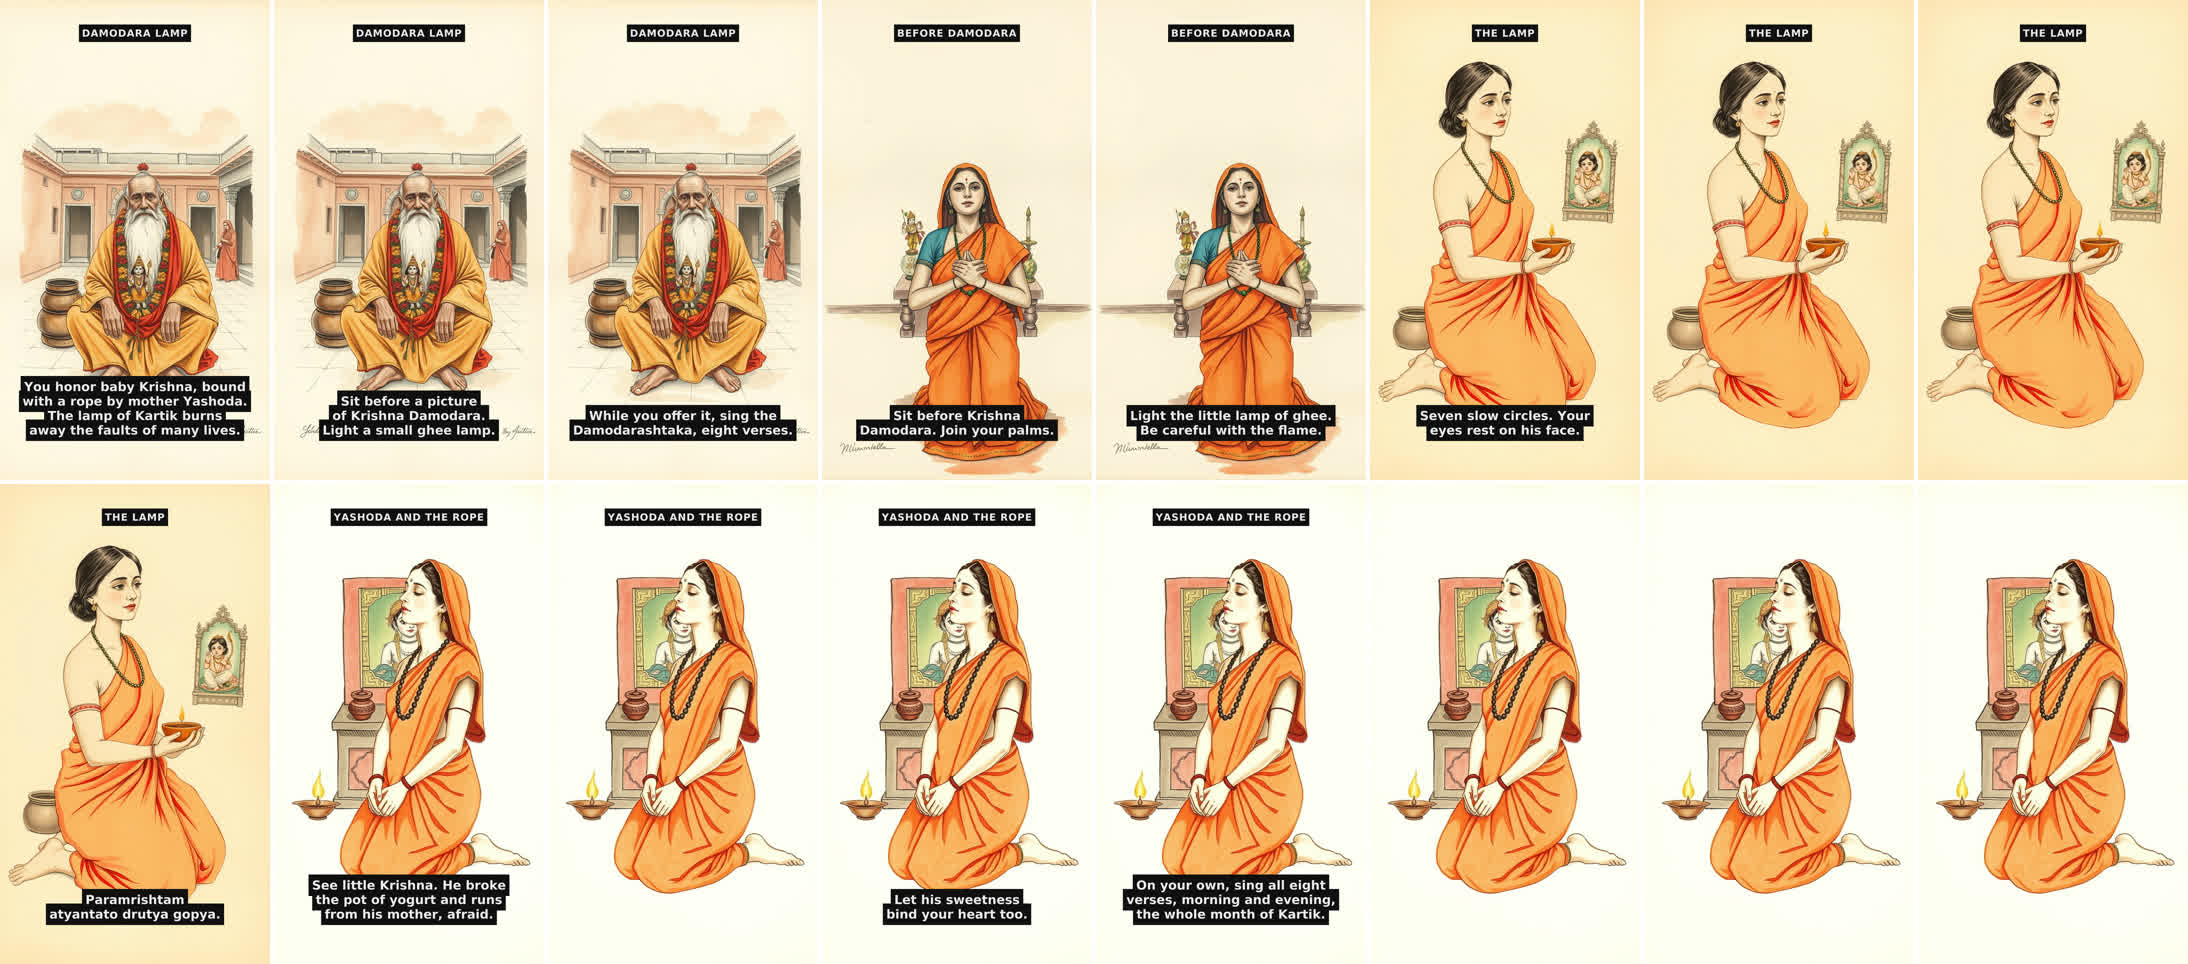 DAMODARA LAMP
You honor baby Krishna, bound
with a rope by mother Yashoda.
The lamp of Kartik burns
away the faults of many lives.
DAMODARA LAMP
Sit before a picture
of Krishna Damodara.
Light a small ghee lamp.
DAMODARA LAMP
While you offer it, sing the
Damodarashtaka, eight verses.
BEFORE DAMODARA
Sit before Krishna
Damodara. Join your palms.
BEFORE DAMODARA
Light the little lamp of ghee.
Be careful with the flame.
THE LAMP
Seven slow circles. Your
eyes rest on his face.
THE LAMP
THE LAMP
THE LAMP
Paramrishtam
atyantato drutya gopya.
YASHODA AND THE ROPE
See little Krishna. He broke
the pot of yogurt and runs
from his mother, afraid.
YASHODA AND THE ROPE
YASHODA AND THE ROPE
Let his sweetness
bind your heart too.
YASHODA AND THE ROPE
On your own, sing all eight
verses, morning and evening,
the whole month of Kartik.